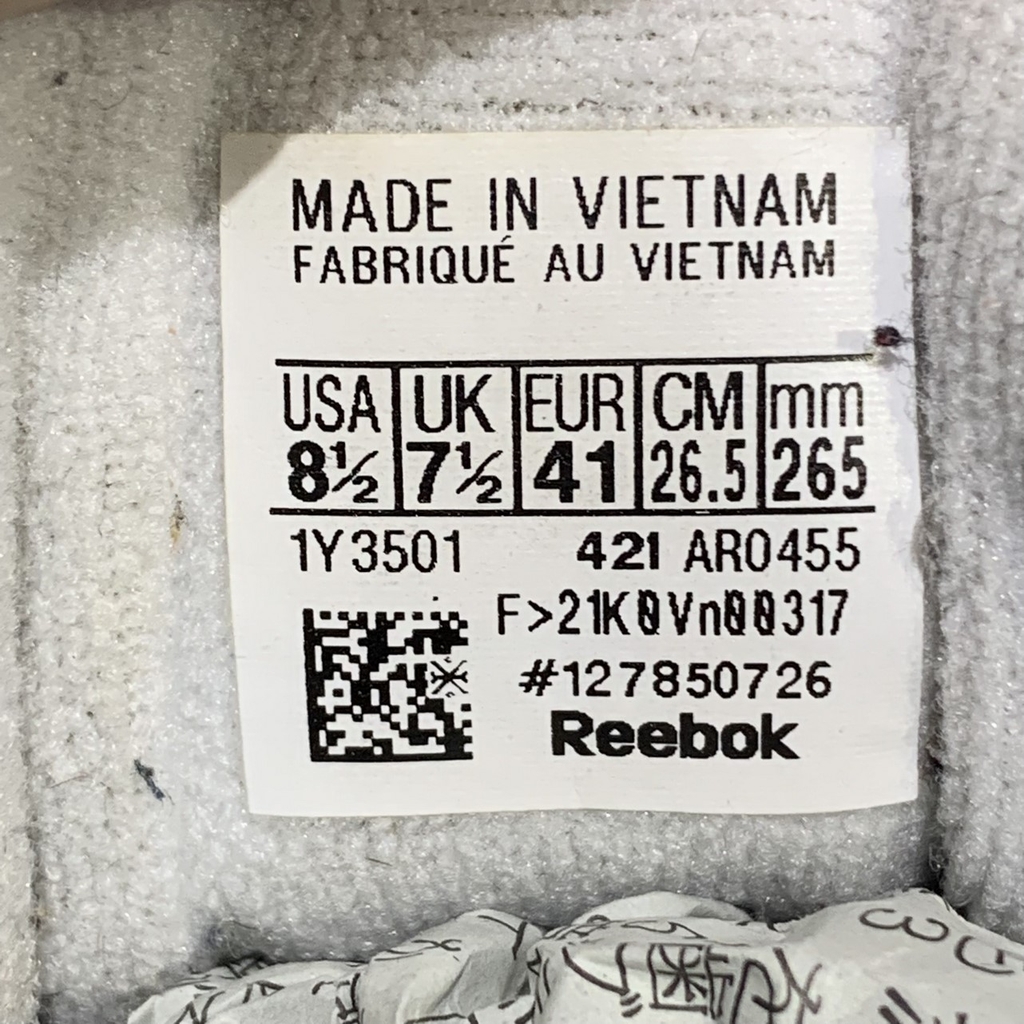 MADE IN VIETNAM
FABRIQUÉ AU VIETNAM
USA UK EUR CM mm
8½ 7½ 41 26.5 265
1Y3501 421 AR0455
F>21K0Vn00317
#127850726
Reebok